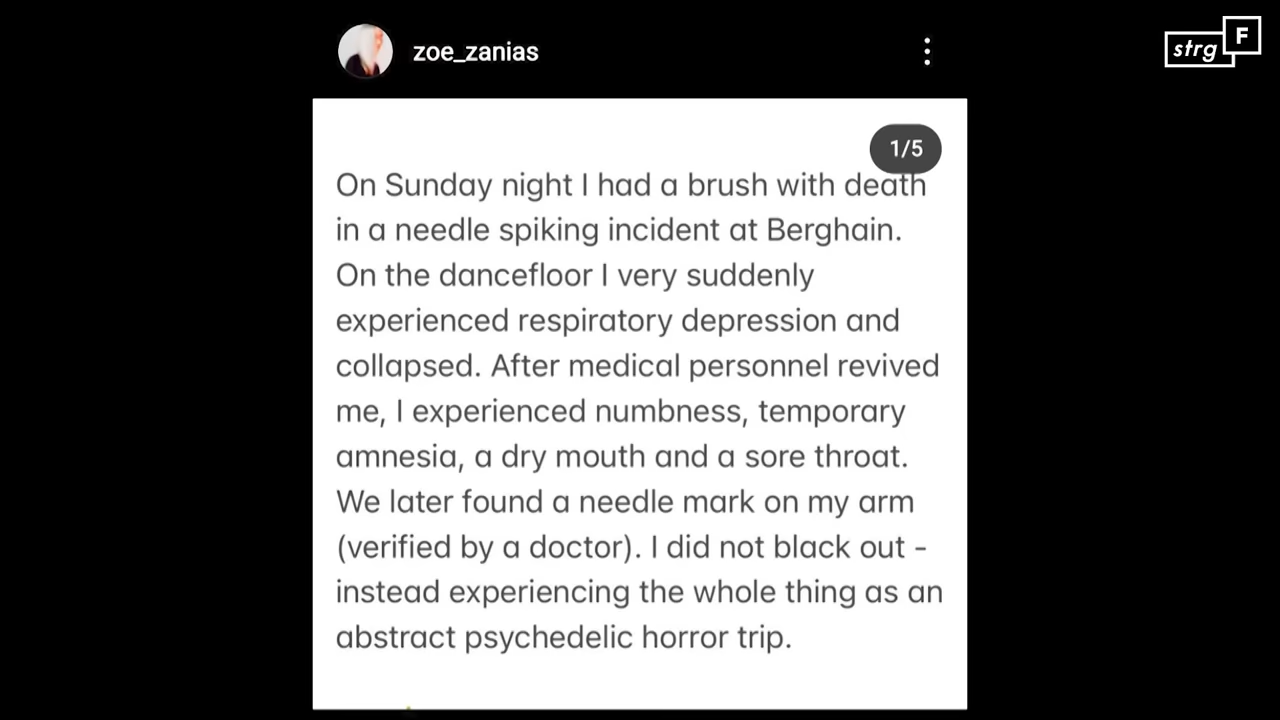 zoe_zanias
strg F
1/5
On Sunday night I had a brush with death
in a needle spiking incident at Berghain.
On the dancefloor I very suddenly
experienced respiratory depression and
collapsed. After medical personnel revived
me, I experienced numbness, temporary
amnesia, a dry mouth and a sore throat.
We later found a needle mark on my arm
(verified by a doctor). I did not black out -
instead experiencing the whole thing as an
abstract psychedelic horror trip.